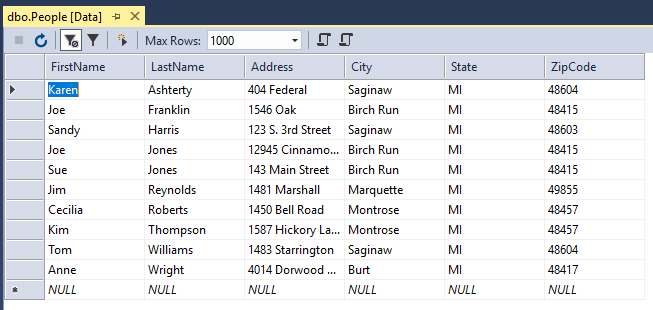 dbo.People [Data]
Max Rows: 1000
FirstName LastName Address City State ZipCode
Karen Ashterty 404 Federal Saginaw MI 48604
Joe Franklin 1546 Oak Birch Run MI 48415
Sandy Harris 123 S. 3rd Street Saginaw MI 48603
Joe Jones 12945 Cinnamo... Birch Run MI 48415
Sue Jones 143 Main Street Birch Run MI 48415
Jim Reynolds 1481 Marshall Marquette MI 49855
Cecilia Roberts 1450 Bell Road Montrose MI 48457
Kim Thompson 1587 Hickory La... Montrose MI 48457
Tom Williams 1483 Starrington Saginaw MI 48604
Anne Wright 4014 Dorwood ... Burt MI 48417
NULL NULL NULL NULL NULL NULL